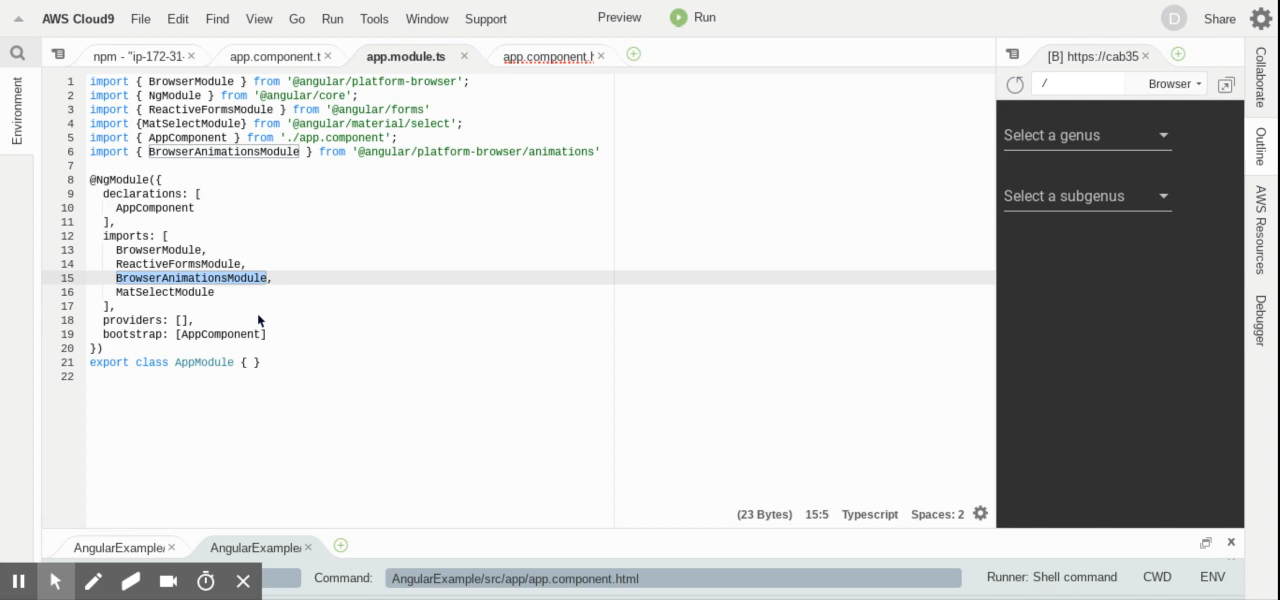 AWS Cloud9 File Edit Find View Go Run Tools Window Support Preview Run D Share
npm - "ip-172-31- app.component.t app.module.ts app.component.h [B] https://cab35
/ Browser
Environment
Collaborate
Outline
AWS Resources
Debugger
1 import { BrowserModule } from '@angular/platform-browser';
2 import { NgModule } from '@angular/core';
3 import { ReactiveFormsModule } from '@angular/forms'
4 import {MatSelectModule} from '@angular/material/select';
5 import { AppComponent } from './app.component';
6 import { BrowserAnimationsModule } from '@angular/platform-browser/animations'
7
8 @NgModule({
9 declarations: [
10 AppComponent
11 ],
12 imports: [
13 BrowserModule,
14 ReactiveFormsModule,
15 BrowserAnimationsModule,
16 MatSelectModule
17 ],
18 providers: [],
19 bootstrap: [AppComponent]
20 })
21 export class AppModule { }
22
Select a genus
Select a subgenus
(23 Bytes) 15:5 Typescript Spaces: 2
AngularExample/ AngularExample/
Command: AngularExample/src/app/app.component.html Runner: Shell command CWD ENV